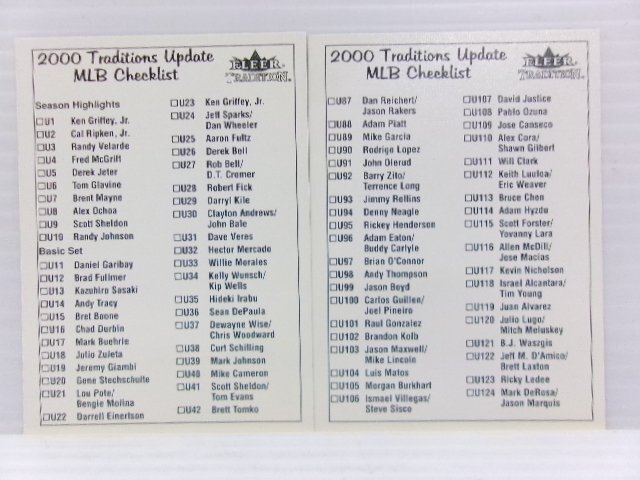 2000 Traditions Update
MLB Checklist
FLEER
TRADITION
Season Highlights
U1 Ken Griffey, Jr.
U2 Cal Ripken, Jr.
U3 Randy Velarde
U4 Fred McGriff
U5 Derek Jeter
U6 Tom Glavine
U7 Brent Mayne
U8 Alex Ochoa
U9 Scott Sheldon
U10 Randy Johnson
Basic Set
U11 Daniel Garibay
U12 Brad Fullmer
U13 Kazuhiro Sasaki
U14 Andy Tracy
U15 Bret Boone
U16 Chad Durbin
U17 Mark Buehrle
U18 Julio Zuleta
U19 Jeremy Giambi
U20 Gene Stechschulte
U21 Lou Pote/
Bengie Molina
U22 Darrell Einertson
U23 Ken Griffey, Jr.
U24 Jeff Sparks/
Dan Wheeler
U25 Aaron Fultz
U26 Derek Bell
U27 Rob Bell/
D.T. Cromer
U28 Robert Fick
U29 Darryl Kile
U30 Clayton Andrews/
John Bale
U31 Dave Veres
U32 Hector Mercado
U33 Willie Morales
U34 Kelly Wunsch/
Kip Wells
U35 Hideki Irabu
U36 Sean DePaula
U37 Dewayne Wise/
Chris Woodward
U38 Curt Schilling
U39 Mark Johnson
U40 Mike Cameron
U41 Scott Sheldon/
Tom Evans
U42 Brett Tomko
2000 Traditions Update
MLB Checklist
FLEER
TRADITION
U87 Dan Reichert/
Jason Rakers
U88 Adam Piatt
U89 Mike Garcia
U90 Rodrigo Lopez
U91 John Olerud
U92 Barry Zito/
Terrence Long
U93 Jimmy Rollins
U94 Denny Neagle
U95 Rickey Henderson
U96 Adam Eaton/
Buddy Carlyle
U97 Brian O'Connor
U98 Andy Thompson
U99 Jason Boyd
U100 Carlos Guillen/
Joel Pineiro
U101 Raul Gonzalez
U102 Brandon Kolb
U103 Jason Maxwell/
Mike Lincoln
U104 Luis Matos
U105 Morgan Burkhart
U106 Ismael Villegas/
Steve Sisco
U107 David Justice
U108 Pablo Ozuna
U109 Jose Canseco
U110 Alex Cora/
Shawn Gilbert
U111 Will Clark
U112 Keith Luuloa/
Eric Weaver
U113 Bruce Chen
U114 Adam Hyzdu
U115 Scott Forster/
Yovanny Lara
U116 Allen McDill/
Jose Macias
U117 Kevin Nicholson
U118 Israel Alcantara/
Tim Young
U119 Juan Alvarez
U120 Julio Lugo/
Mitch Meluskey
U121 B.J. Waszgis
U122 Jeff M. D'Amico/
Brett Laxton
U123 Ricky Ledee
U124 Mark DeRosa/
Jason Marquis